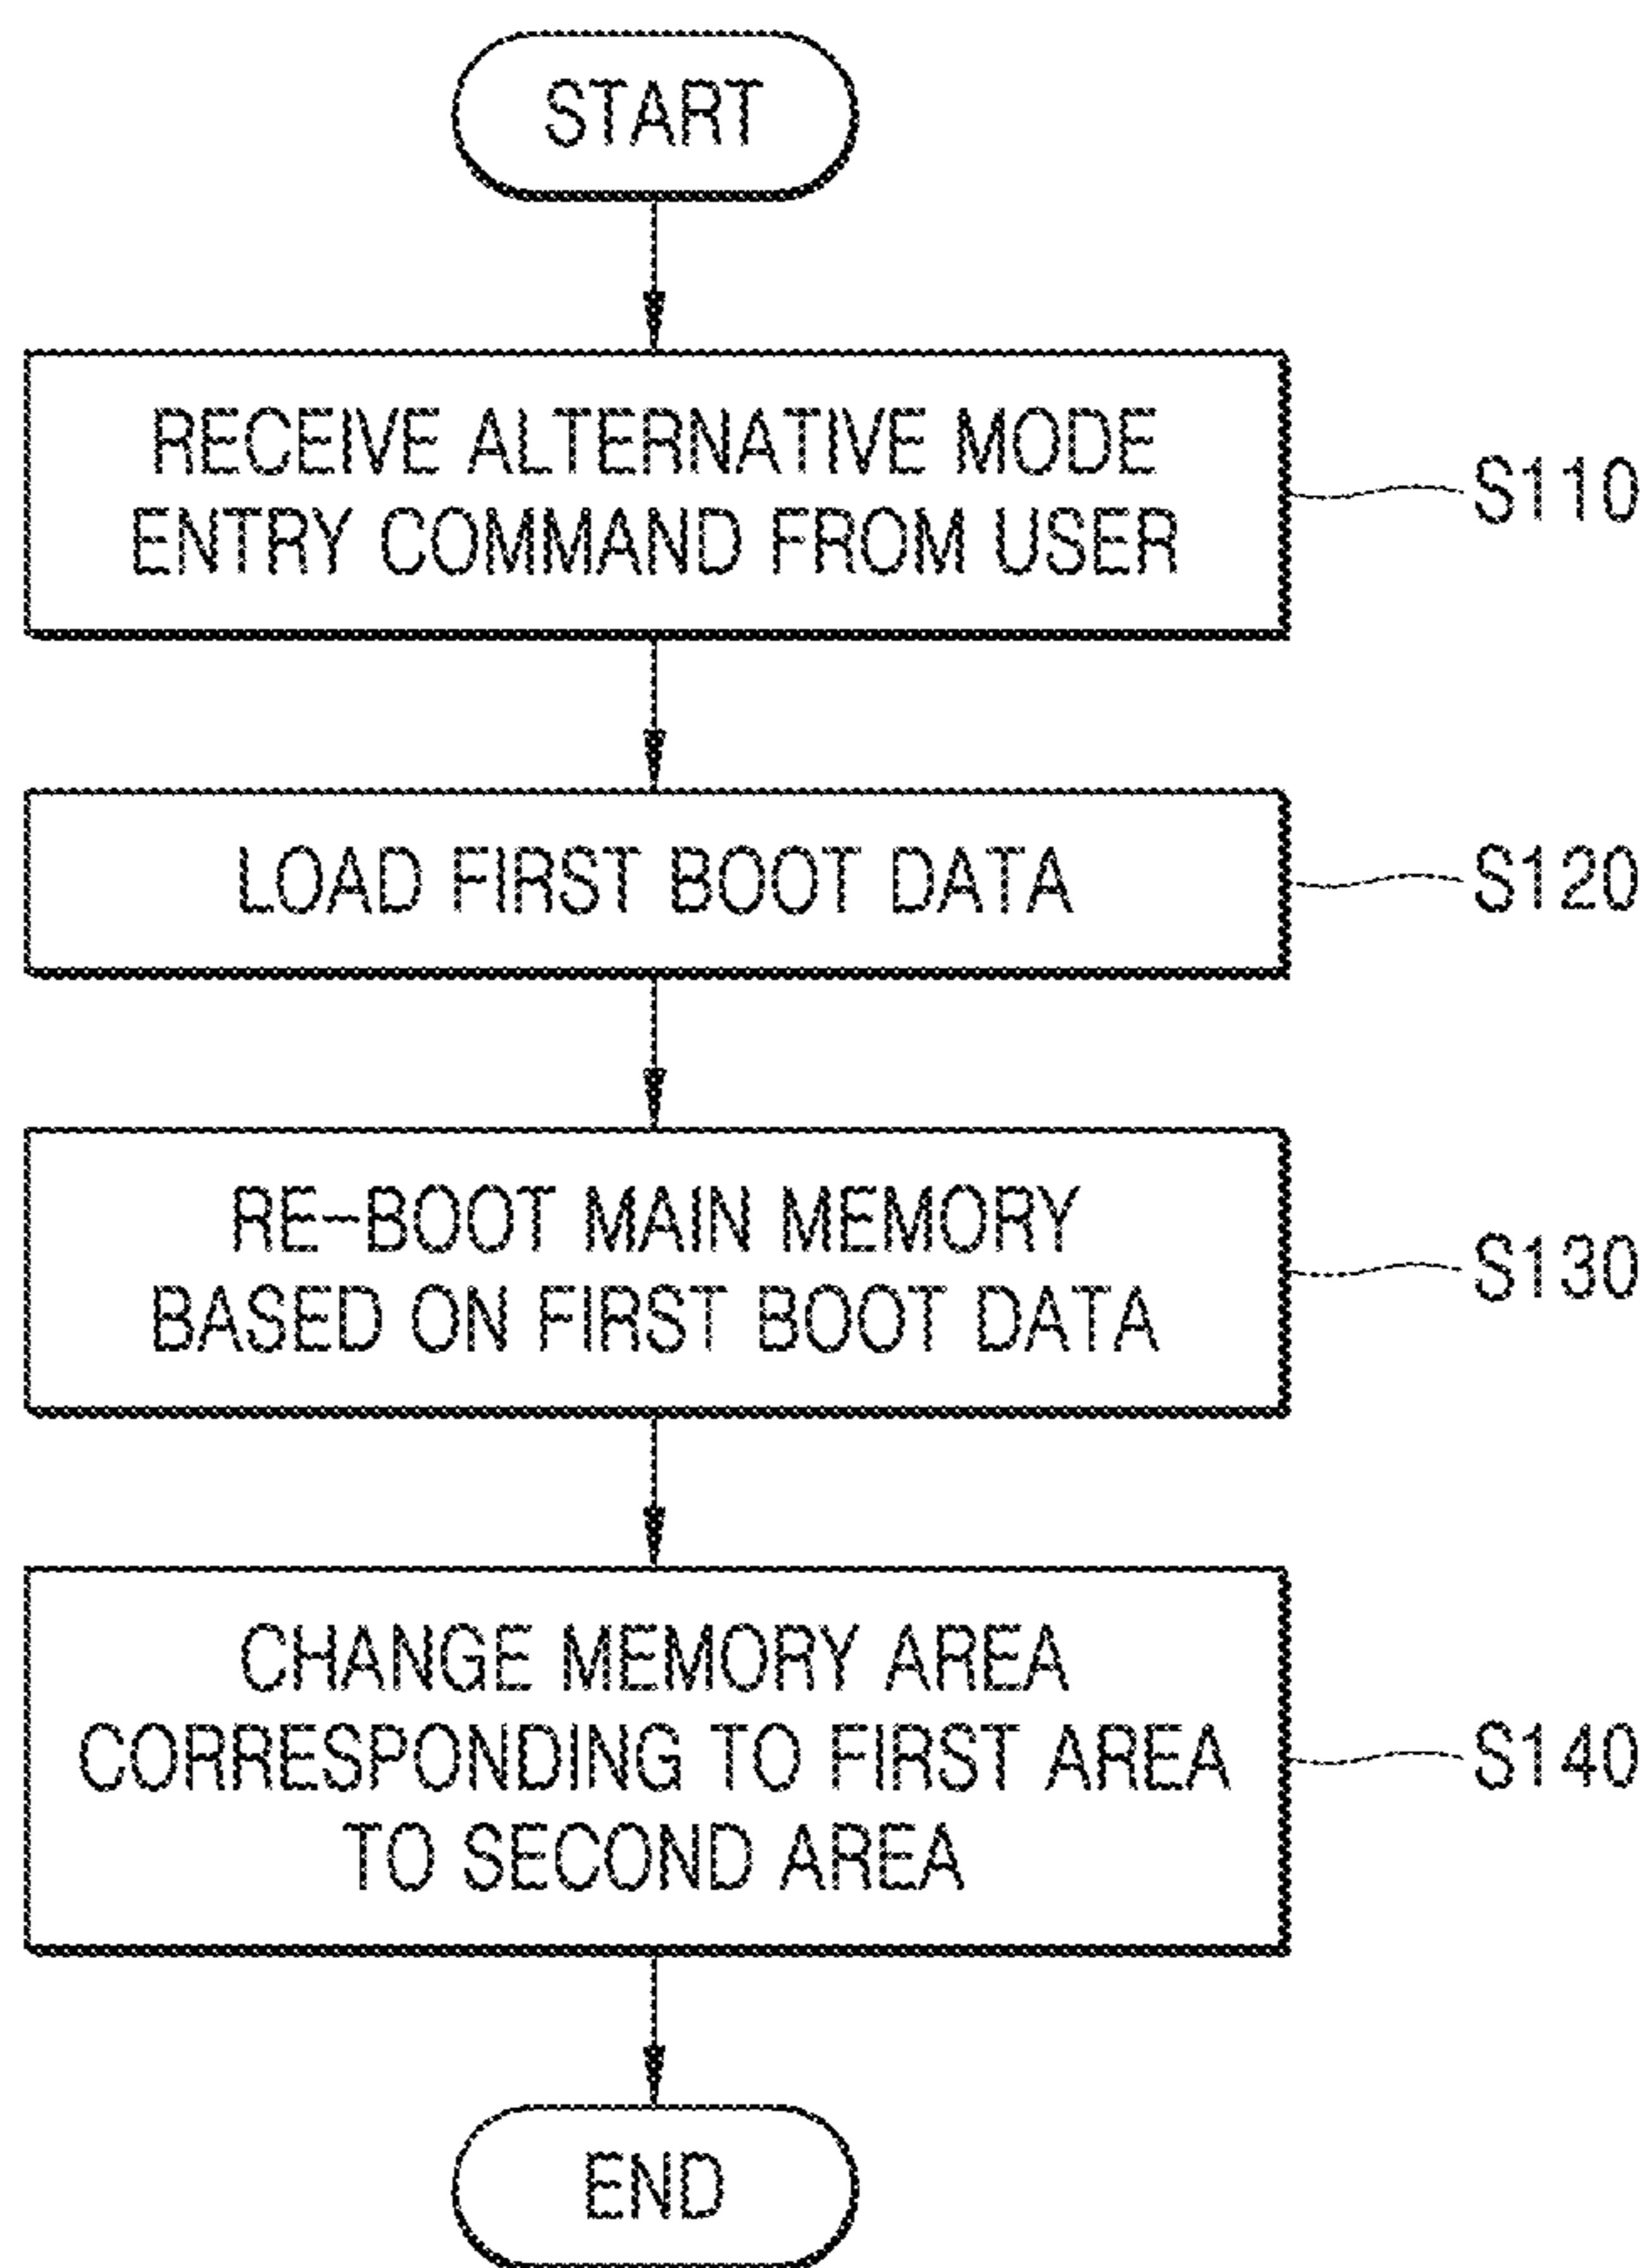 START
RECEIVE ALTERNATIVE MODE
ENTRY COMMAND FROM USER
S110
LOAD FIRST BOOT DATA
S120
RE-BOOT MAIN MEMORY
BASED ON FIRST BOOT DATA
S130
CHANGE MEMORY AREA
CORRESPONDING TO FIRST AREA
TO SECOND AREA
S140
END